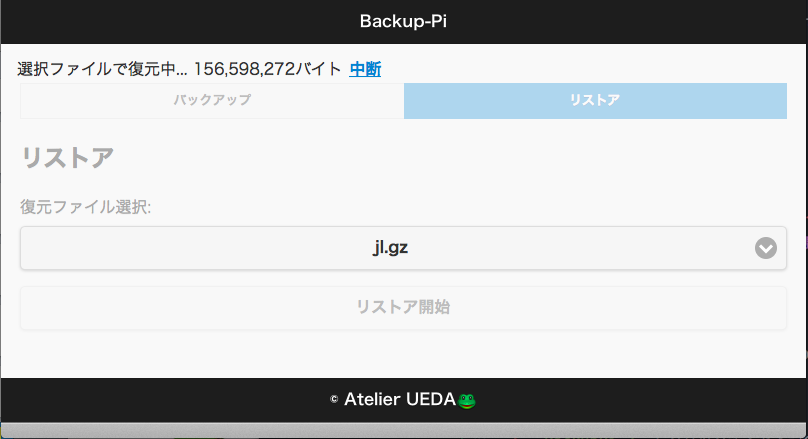 Backup-Pi
選択ファイルで復元中... 156,598,272バイト 中断
バックアップ リストア
リストア
復元ファイル選択:
jl.gz
リストア開始
© Atelier UEDA🐸